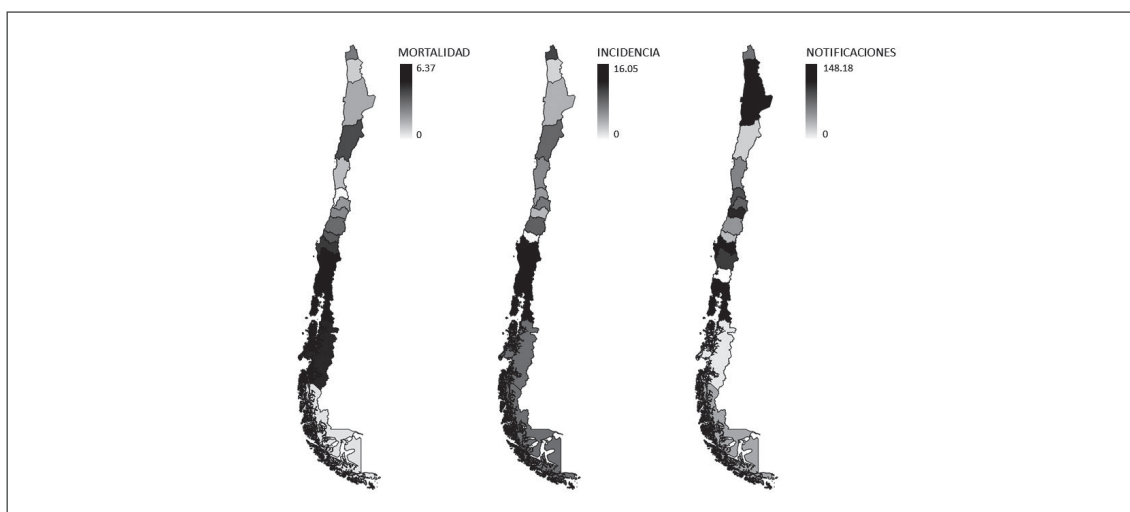 MORTALIDAD
6.37
0
INCIDENCIA
16.05
0
NOTIFICACIONES
148.18
0